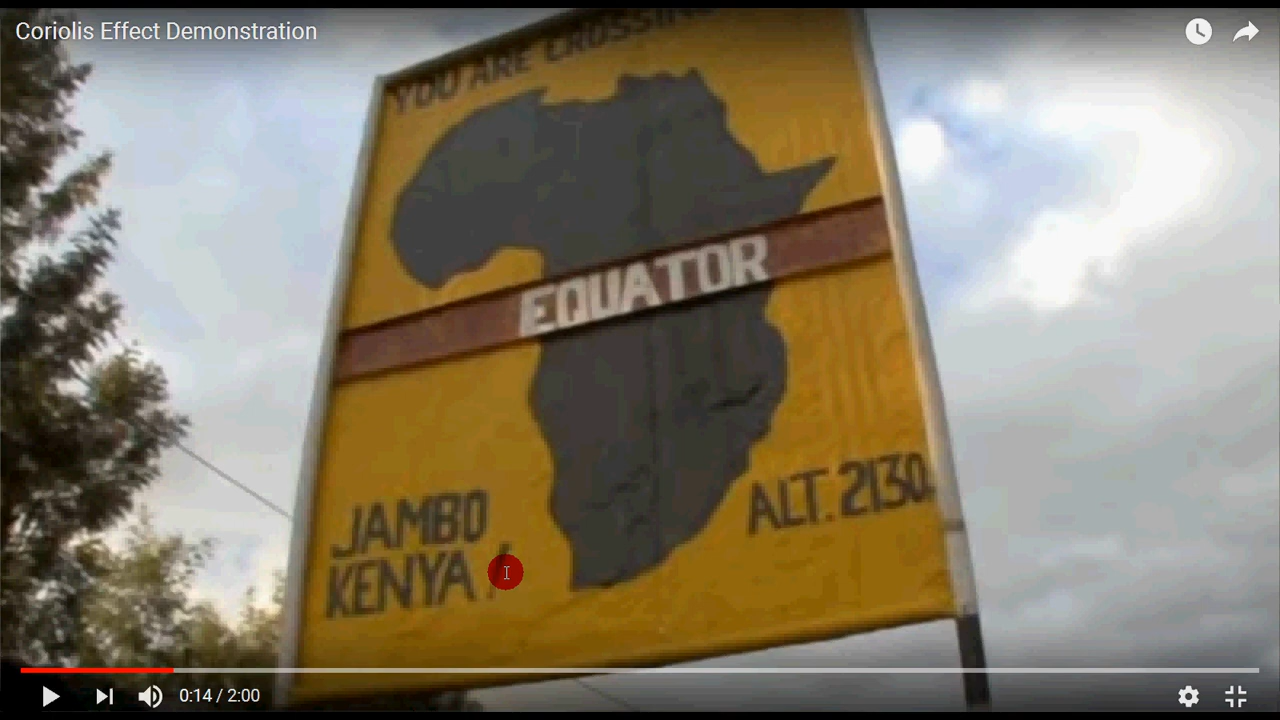 Coriolis Effect Demonstration
YOU ARE CROSSING
EQUATOR
JAMBO
KENYA !
ALT. 2130
0:14 / 2:00